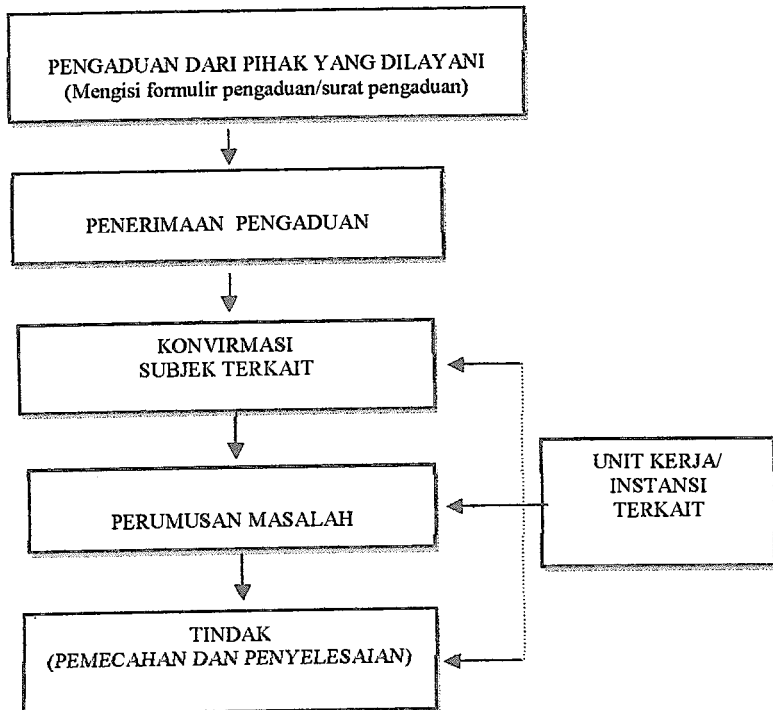 PENGADUAN DARI PIHAK YANG DILAYANI
(Mengisi formulir pengaduan/surat pengaduan)
PENERIMAAN PENGADUAN
KONVIRMASI
SUBJEK TERKAIT
UNIT KERJA/
INSTANSI
TERKAIT
PERUMUSAN MASALAH
TINDAK
(PEMECAHAN DAN PENYELESAIAN)